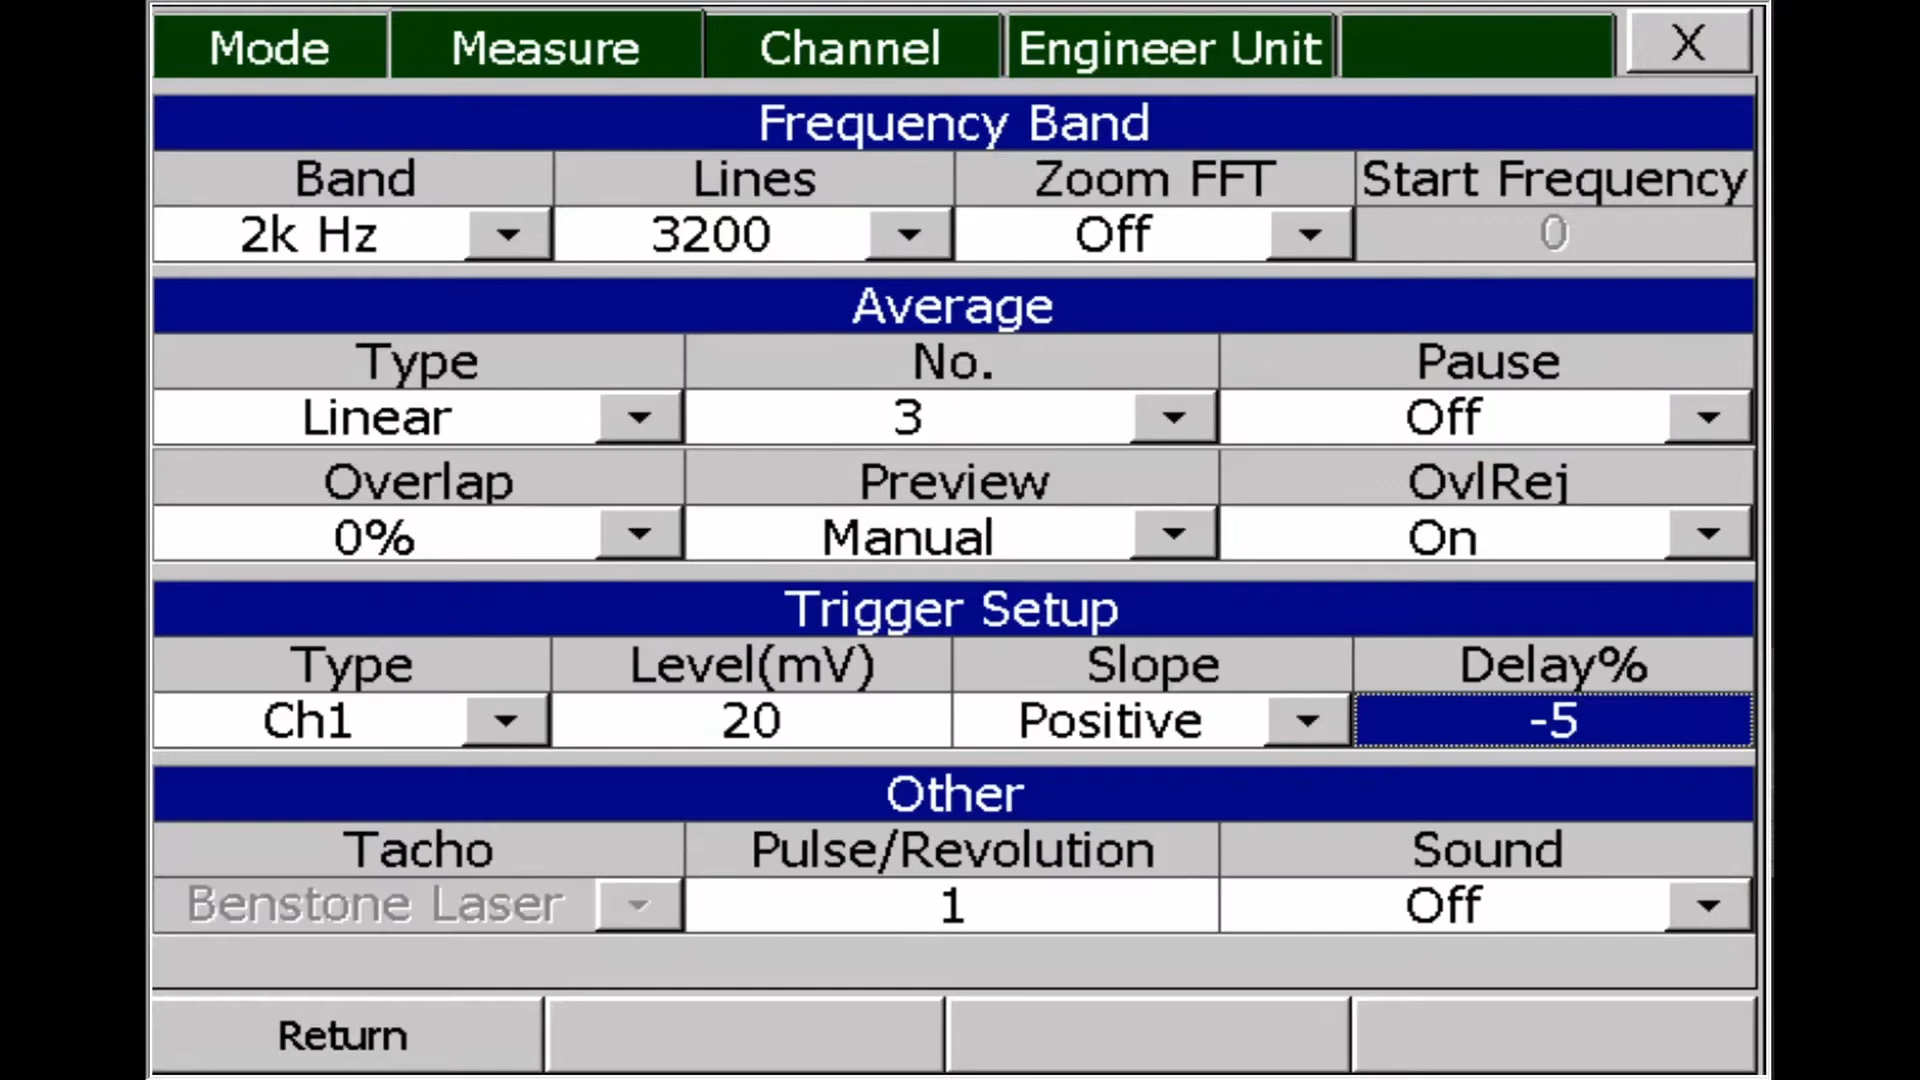 Mode Measure Channel Engineer Unit X
Frequency Band
Band Lines Zoom FFT Start Frequency
2k Hz 3200 Off 0
Average
Type No. Pause
Linear 3 Off
Overlap Preview OvlRej
0% Manual On
Trigger Setup
Type Level(mV) Slope Delay%
Ch1 20 Positive -5
Other
Tacho Pulse/Revolution Sound
Benstone Laser 1 Off
Return